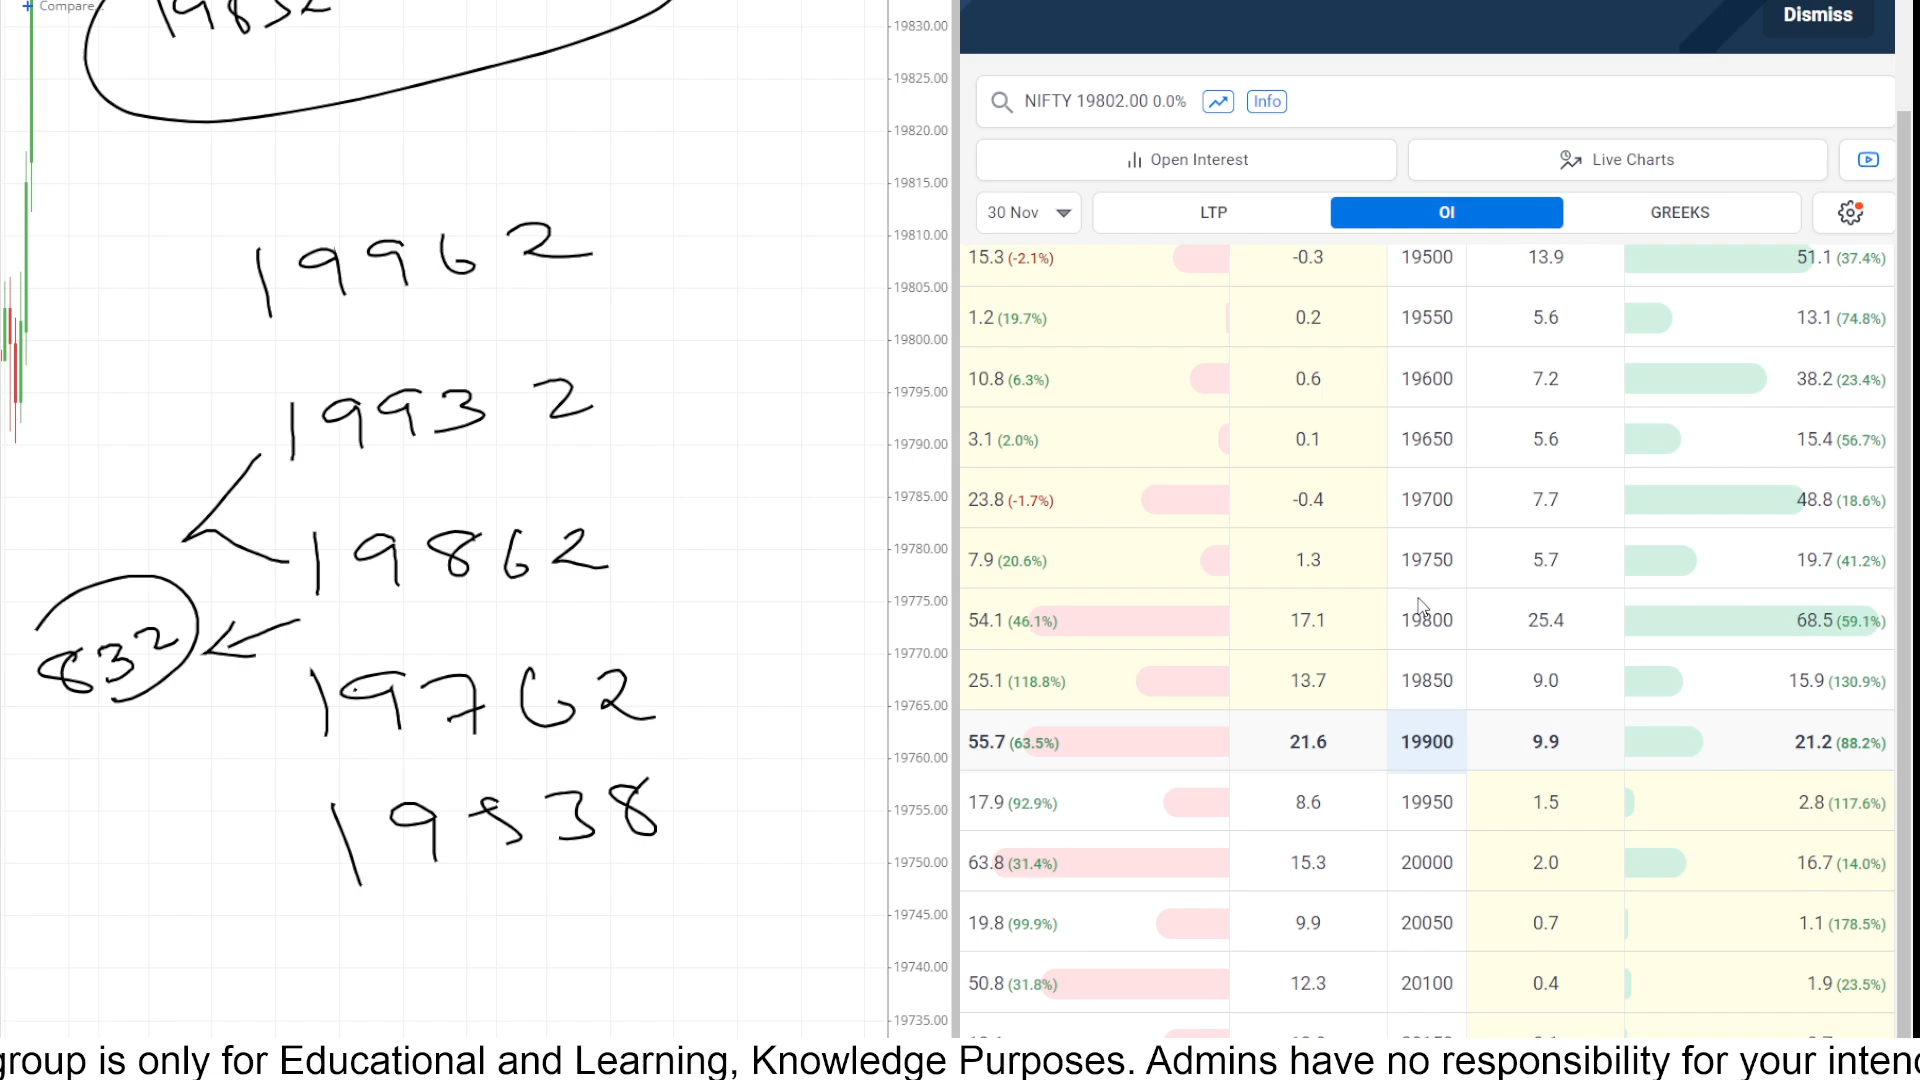 Compare
19832
19962
19932
19862
832
19762
19538
19830.00
19825.00
19820.00
19815.00
19810.00
19805.00
19800.00
19795.00
19790.00
19785.00
19780.00
19775.00
19770.00
19765.00
19760.00
19755.00
19750.00
19745.00
19740.00
19735.00
Dismiss
NIFTY 19802.00 0.0% Info
Open Interest Live Charts
30 Nov LTP OI GREEKS
15.3 (-2.1%) -0.3 19500 13.9 51.1 (37.4%)
1.2 (19.7%) 0.2 19550 5.6 13.1 (74.8%)
10.8 (6.3%) 0.6 19600 7.2 38.2 (23.4%)
3.1 (2.0%) 0.1 19650 5.6 15.4 (56.7%)
23.8 (-1.7%) -0.4 19700 7.7 48.8 (18.6%)
7.9 (20.6%) 1.3 19750 5.7 19.7 (41.2%)
54.1 (46.1%) 17.1 19800 25.4 68.5 (59.1%)
25.1 (118.8%) 13.7 19850 9.0 15.9 (130.9%)
55.7 (63.5%) 21.6 19900 9.9 21.2 (88.2%)
17.9 (92.9%) 8.6 19950 1.5 2.8 (117.6%)
63.8 (31.4%) 15.3 20000 2.0 16.7 (14.0%)
19.8 (99.9%) 9.9 20050 0.7 1.1 (178.5%)
50.8 (31.8%) 12.3 20100 0.4 1.9 (23.5%)
group is only for Educational and Learning, Knowledge Purposes. Admins have no responsibility for your intend